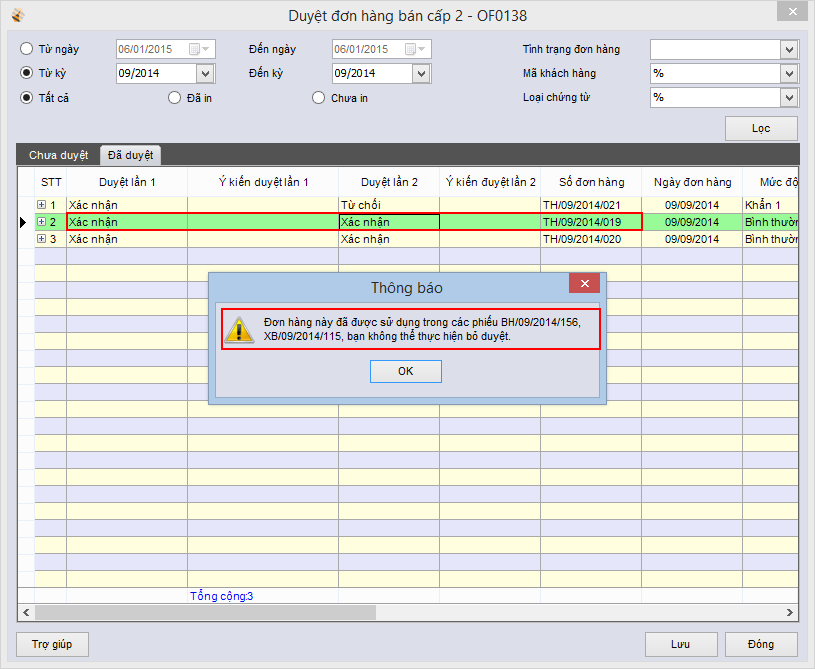 Duyệt đơn hàng bán cấp 2 - OF0138
Từ ngày 06/01/2015 Đến ngày 06/01/2015 Tình trạng đơn hàng
Từ kỳ 09/2014 Đến kỳ 09/2014 Mã khách hàng %
Tất cả Đã in Chưa in Loại chứng từ %
Lọc
Chưa duyệt Đã duyệt
STT Duyệt lần 1 Ý kiến duyệt lần 1 Duyệt lần 2 Ý kiến duyệt lần 2 Số đơn hàng Ngày đơn hàng Mức độ
1 Xác nhận Từ chối TH/09/2014/021 09/09/2014 Khẩn 1
2 Xác nhận Xác nhận TH/09/2014/019 09/09/2014 Bình thườn
3 Xác nhận Xác nhận TH/09/2014/020 09/09/2014 Bình thườn
Thông báo
Đơn hàng này đã được sử dụng trong các phiếu BH/09/2014/156,
XB/09/2014/115, bạn không thể thực hiện bỏ duyệt.
OK
Tổng cộng:3
Trợ giúp Lưu Đóng